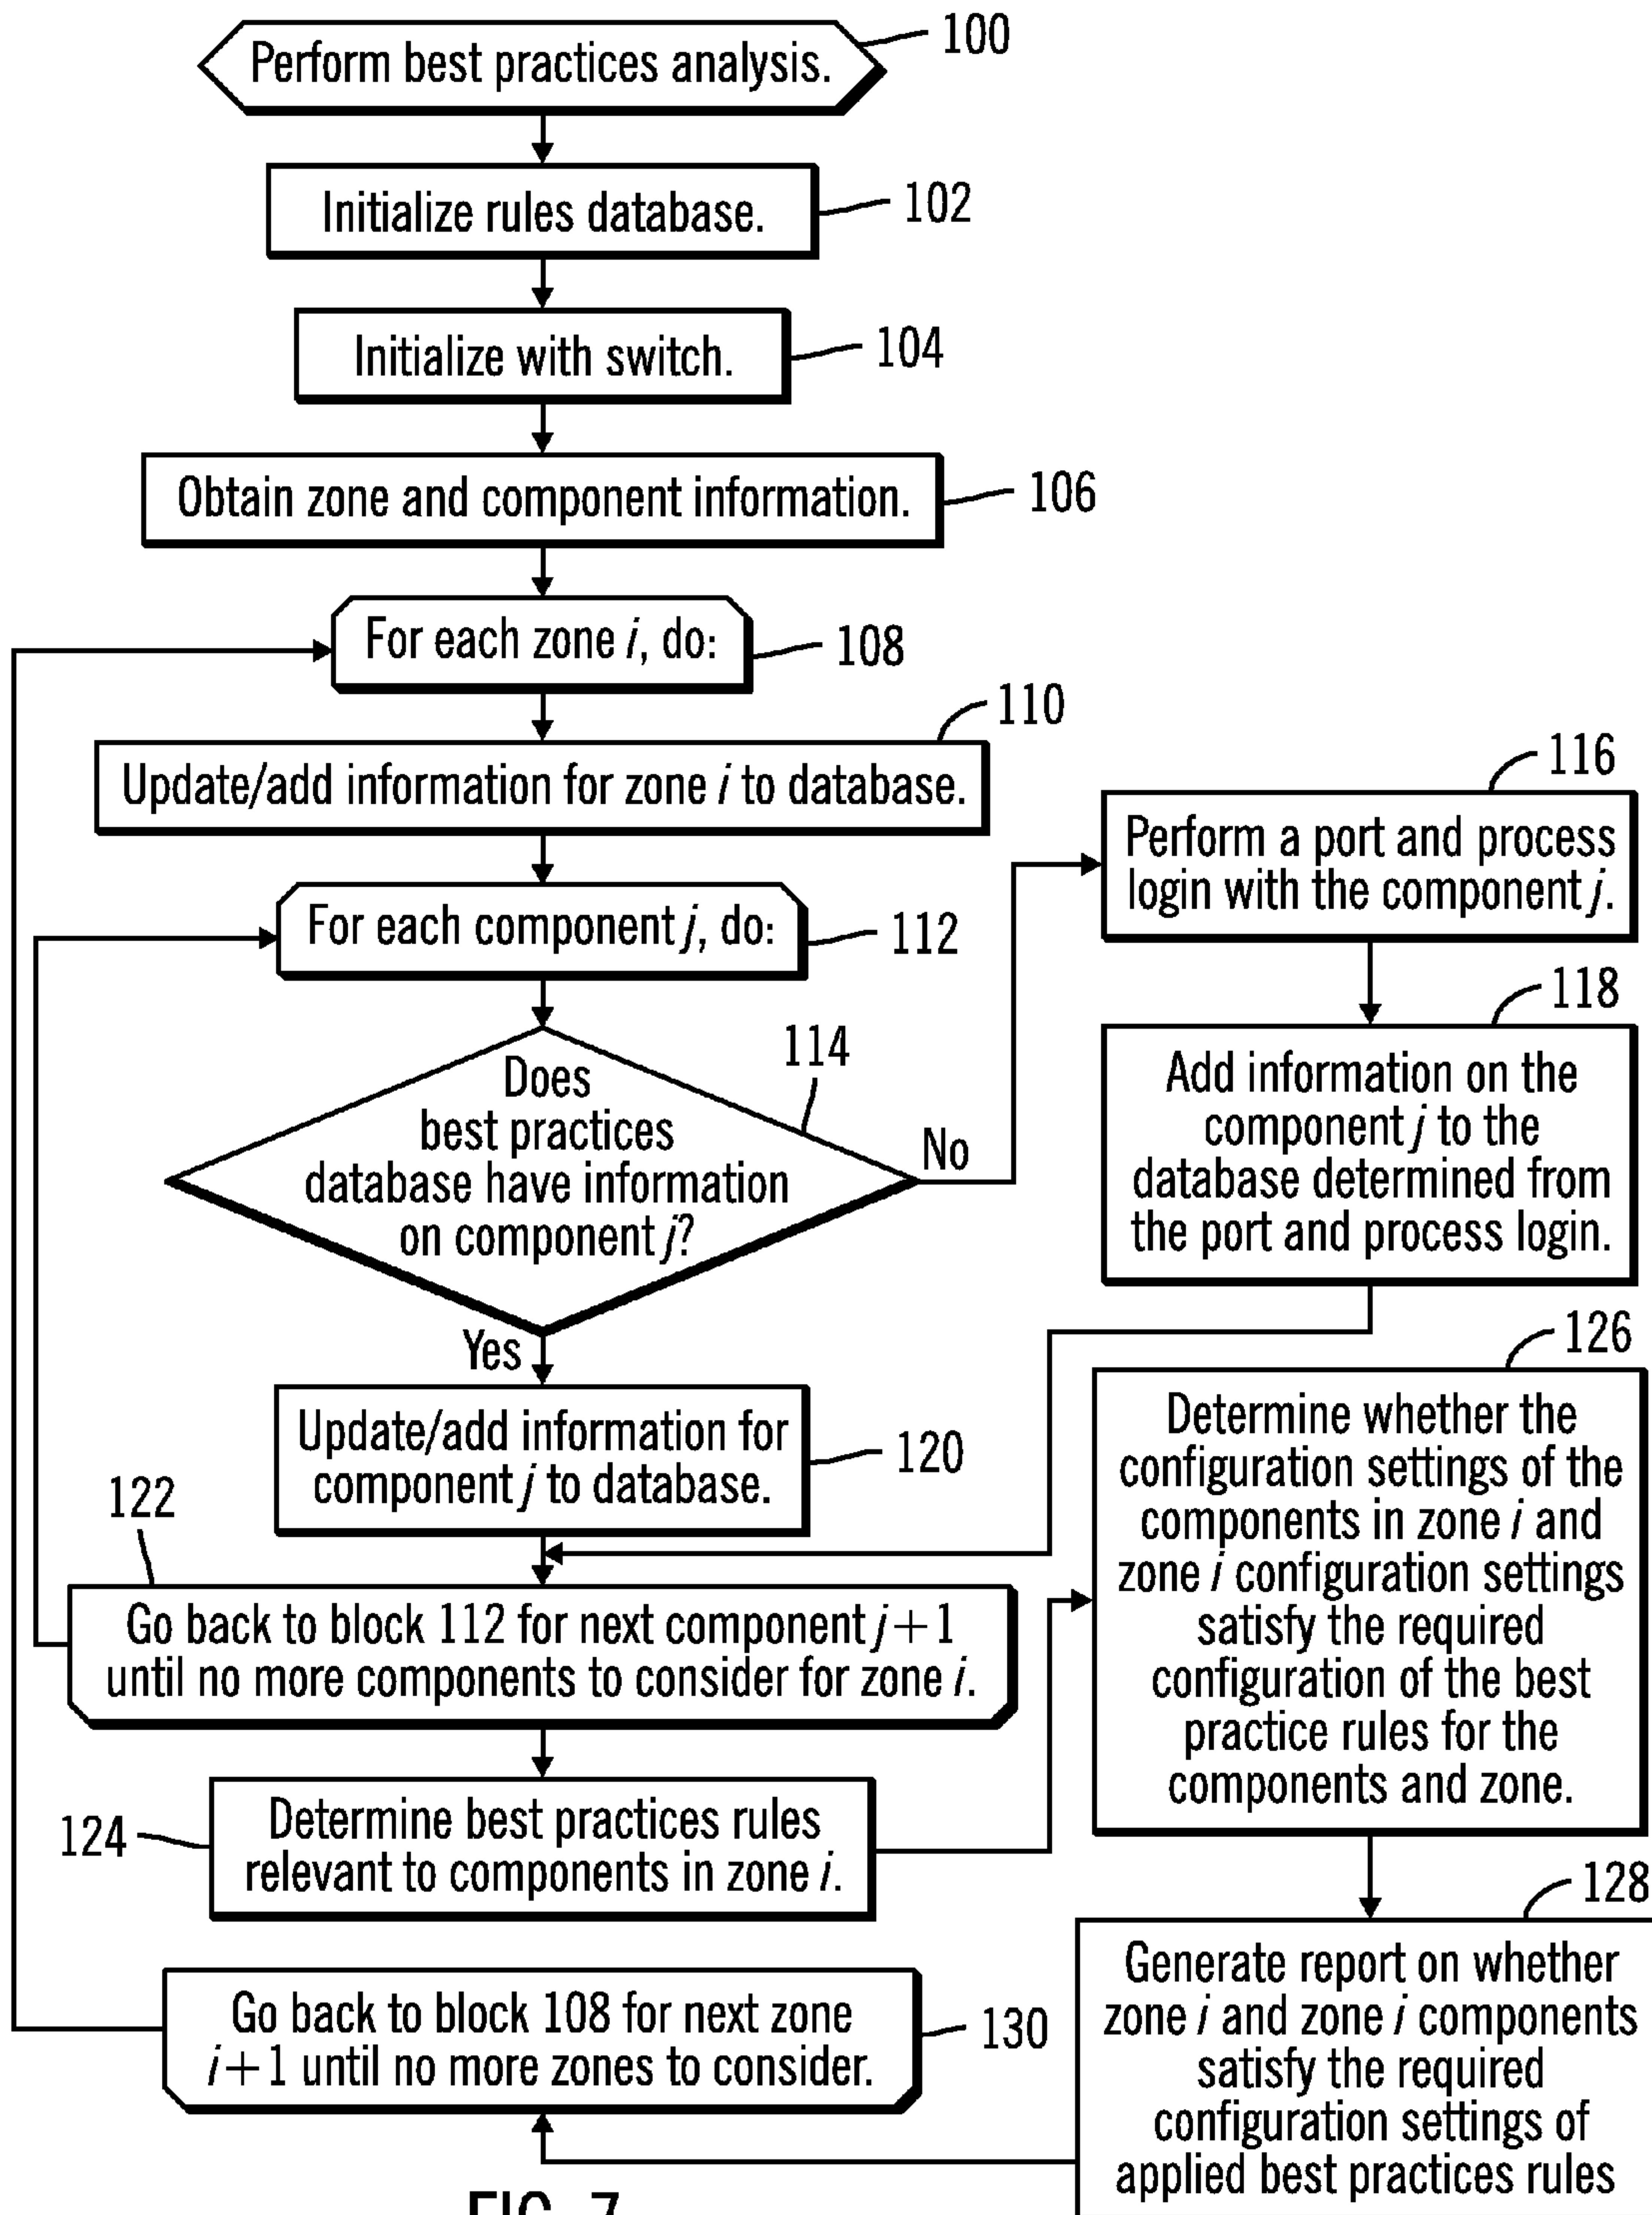 Perform best practices analysis.
100
Initialize rules database.
102
Initialize with switch.
104
Obtain zone and component information.
106
For each zone i, do:
108
110
Update/add information for zone i to database.
For each component j, do:
112
114
Does
best practices
database have information
on component j?
No
Yes
116
Perform a port and process
login with the component j.
118
Add information on the
component j to the
database determined from
the port and process login.
Update/add information for
component j to database.
120
122
Go back to block 112 for next component j+1
until no more components to consider for zone i.
124
Determine best practices rules
relevant to components in zone i.
126
Determine whether the
configuration settings of the
components in zone i and
zone i configuration settings
satisfy the required
configuration of the best
practice rules for the
components and zone.
128
Generate report on whether
zone i and zone i components
satisfy the required
configuration settings of
applied best practices rules
Go back to block 108 for next zone
i+1 until no more zones to consider.
130
FIG. 7